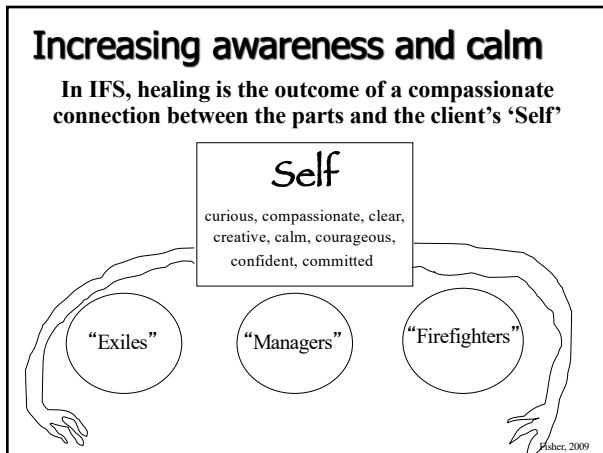 Increasing awareness and calm
In IFS, healing is the outcome of a compassionate
connection between the parts and the client's ‘Self’
Self
curious, compassionate, clear,
creative, calm, courageous,
confident, committed
“Exiles”
“Managers”
“Firefighters”
Fisher, 2009